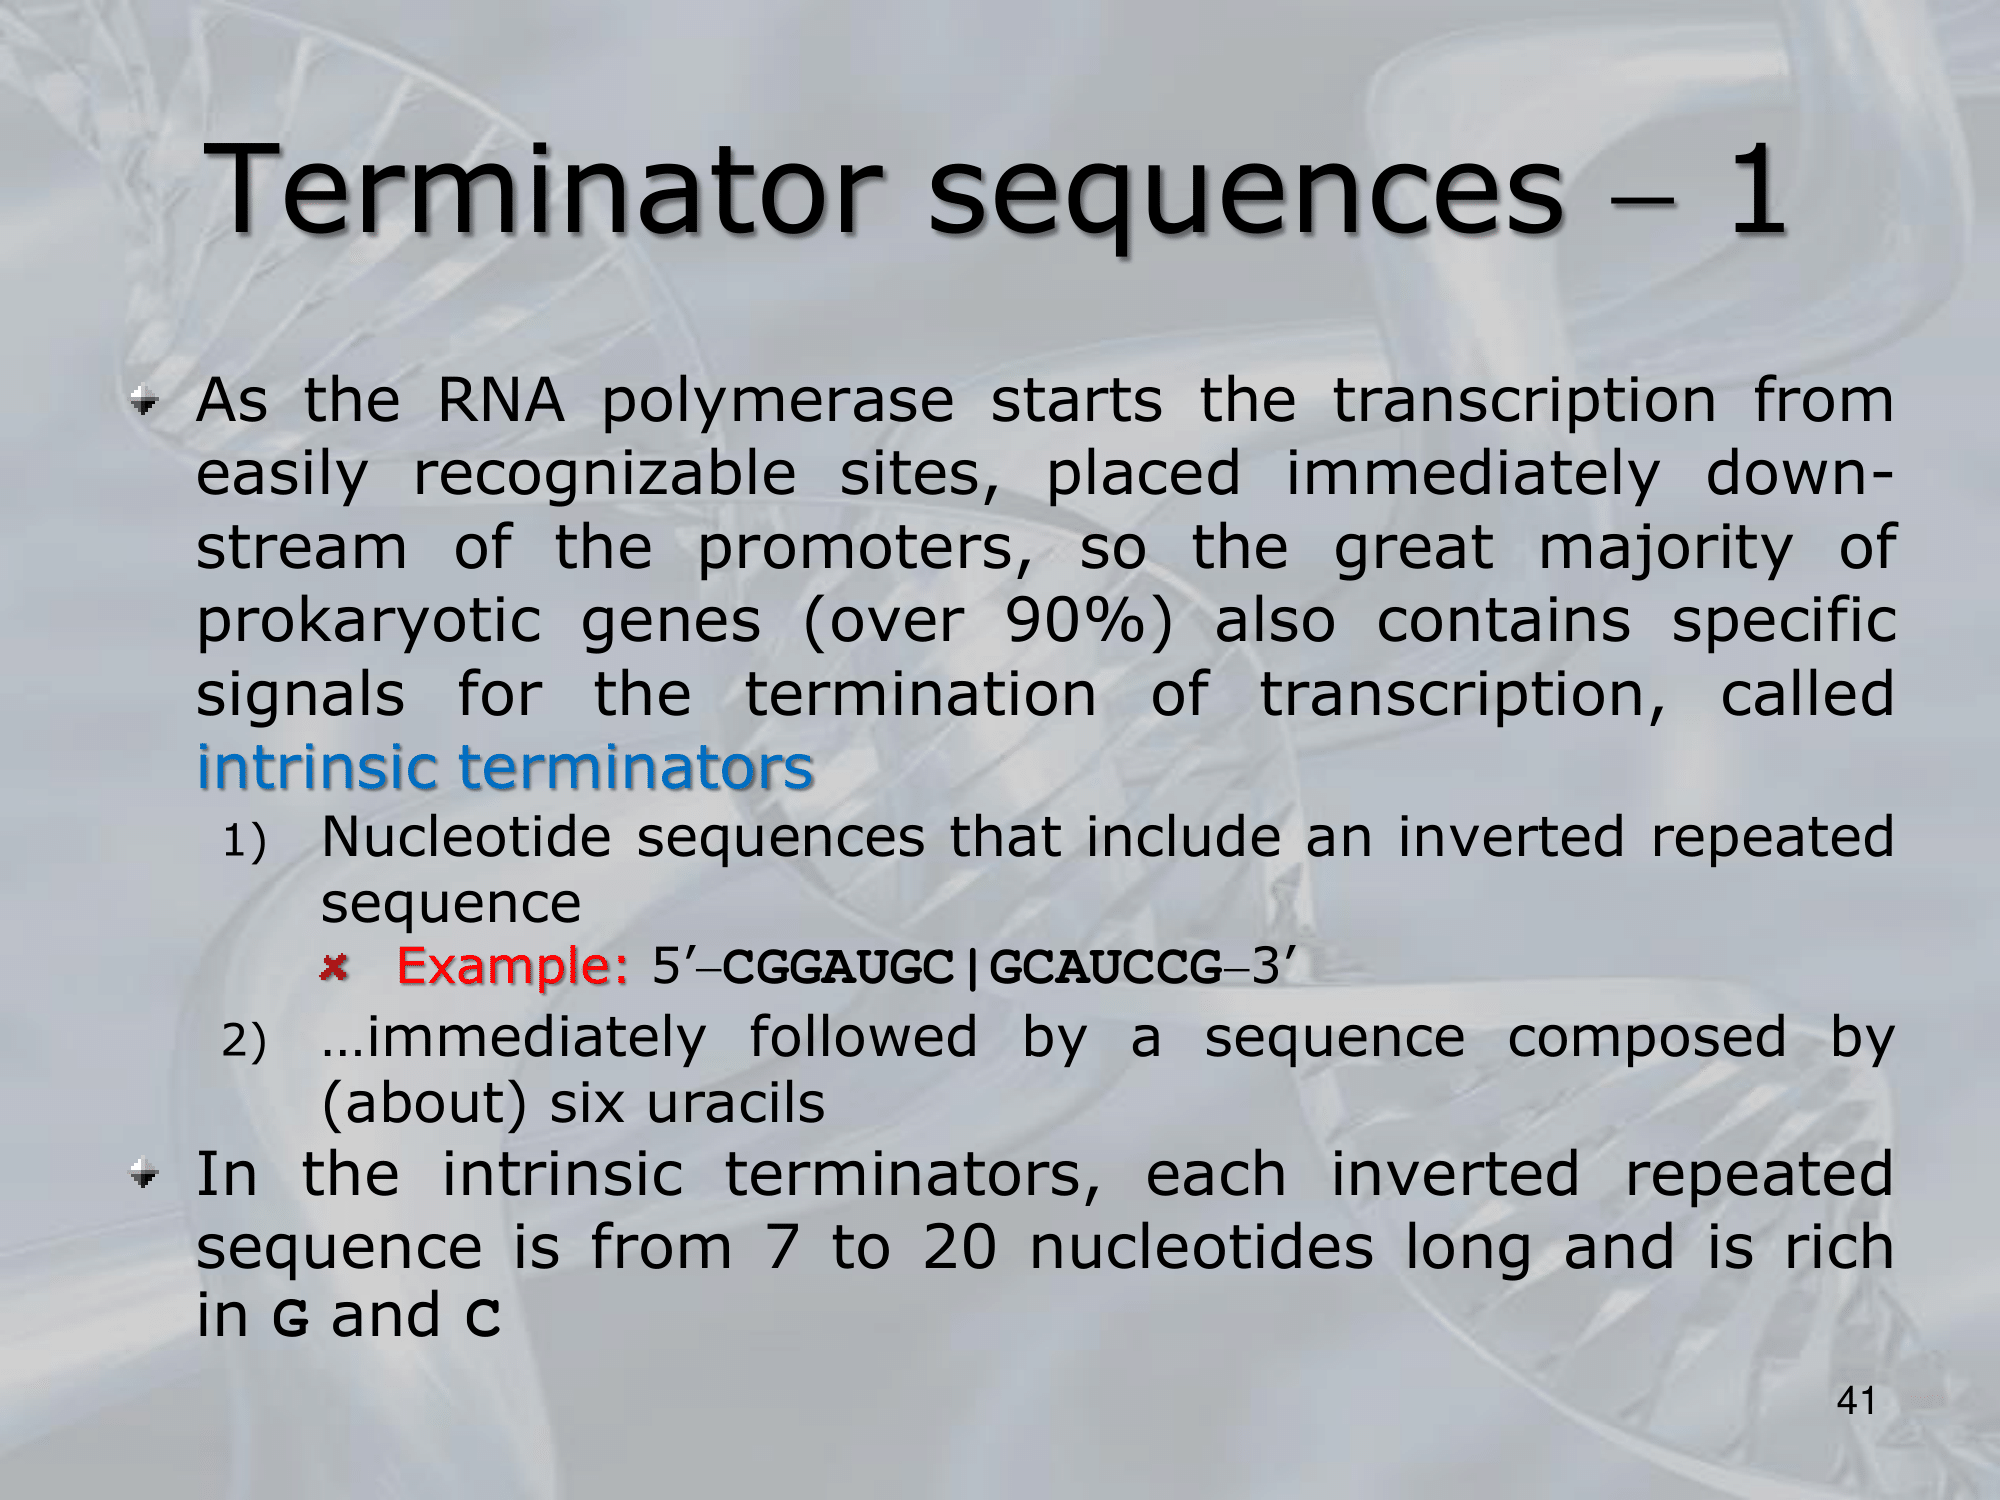 Terminator sequences – 1
As the RNA polymerase starts the transcription from
easily recognizable sites, placed immediately down-
stream of the promoters, so the great majority of
prokaryotic genes (over 90%) also contains specific
signals for the termination of transcription, called
intrinsic terminators
1) Nucleotide sequences that include an inverted repeated
sequence
Example: 5’–CGGAUGC|GCAUCCG–3’
2) …immediately followed by a sequence composed by
(about) six uracils
In the intrinsic terminators, each inverted repeated
sequence is from 7 to 20 nucleotides long and is rich
in G and C
41